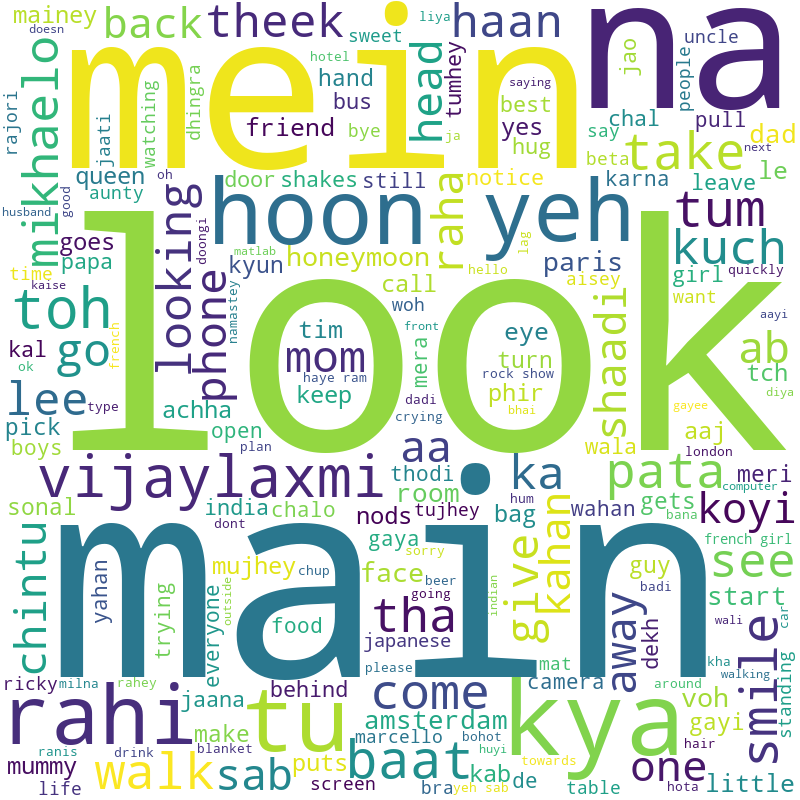 look
main
mein
na
kya
yeh
hoon
tu
rahi
toh
vijaylaxmi
theek
haan
back
mikhaelo
head
take
tum
kuch
shaadi
ab
go
lee
looking
phone
raha
mom
aa
ka
pata
koyi
see
smile
one
away
give
kahan
tha
come
baat
sab
walk
chintu
mainey
doesn
sweet
liya
hotel
hand
bus
tumhey
saying
best
people
uncle
jao
rajori
jaati
watching
dhingra
friend
bye
yes
ja
hug
say
chal
beta
pull
dad
next
queen
oh
aunty
door
shakes
still
notice
karna
leave
le
husband
good
goes
papa
doongi
matlab
honeymoon
hello
lag
paris
aisey
girl
quickly
time
kaise
kyun
call
woh
want
aayi
namastey
french
tim
front
eye
mera
turn
rock show
haye ram
keep
phir
dadi
bhai
crying
kal
ok
type
achha
tch
diya
gayee
pick
boys
open
plan
wala
aaj
london
sonal
india
chalo
thodi
room
nods
tujhey
hum
bag
wahan
gets
meri
computer
bana
french girl
dont
gaya
sorry
mujhey
chup
face
beer
going
indian
guy
badi
start
wali
car
yahan
trying
everyone
outside
food
japanese
please
dekh
mat
camera
kha
walking
standing
around
ricky
milna
rahey
jaana
behind
voh
gayi
hair
amsterdam
make
marcello
bohot
huyi
towards
ranis
drink
blanket
puts
kab
de
mummy
life
screen
bra
yeh sab
table
hota
little